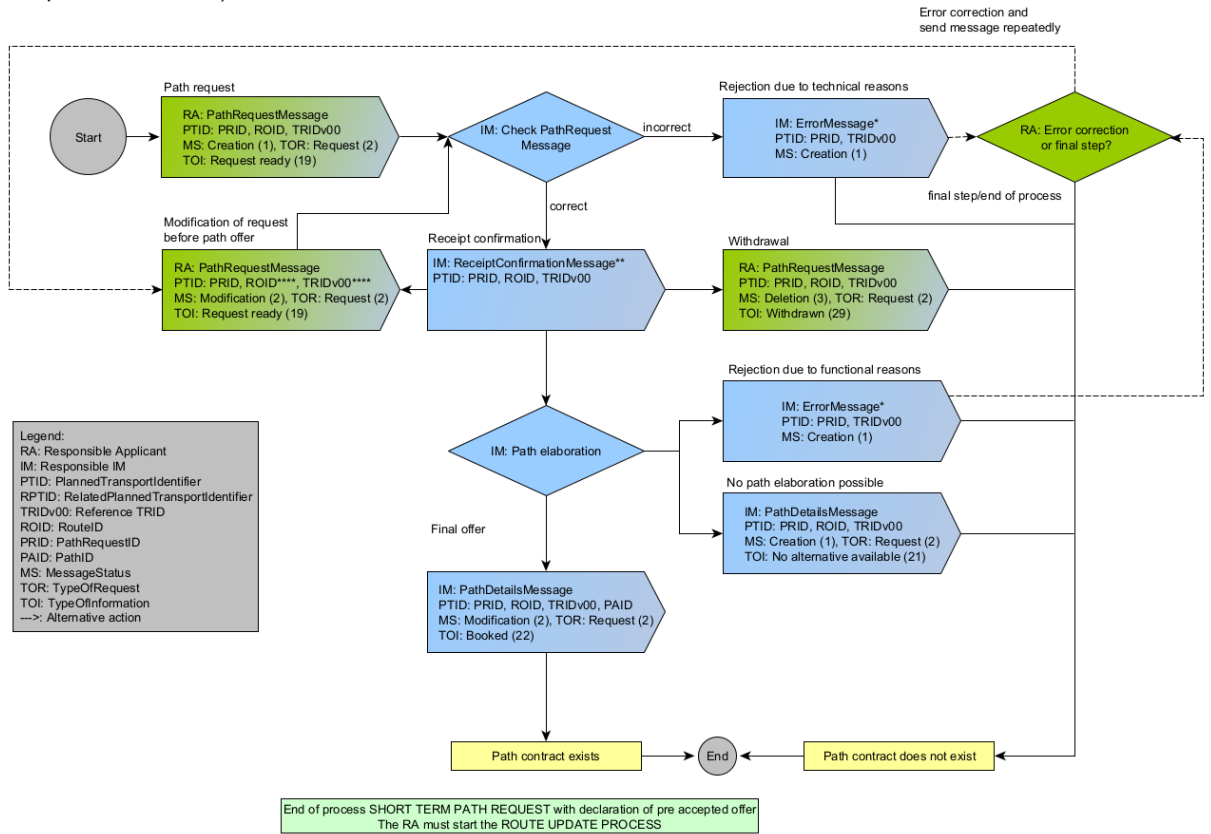 Error correction and
send message repeatedly
Path request
Rejection due to technical reasons
Start
RA: PathRequestMessage
PTID: PRID, ROID, TRIDv00
MS: Creation (1), TOR: Request (2)
TOI: Request ready (19)
IM: Check PathRequest
Message
incorrect
IM: ErrorMessage*
PTID: PRID, TRIDv00
MS: Creation (1)
RA: Error correction
or final step?
final step/end of process
correct
Modification of request
before path offer
Receipt confirmation
Withdrawal
RA: PathRequestMessage
PTID: PRID, ROID****, TRIDv00****
MS: Modification (2), TOR: Request (2)
TOI: Request ready (19)
IM: ReceiptConfirmationMessage**
PTID: PRID, ROID, TRIDv00
RA: PathRequestMessage
PTID: PRID, ROID, TRIDv00
MS: Deletion (3), TOR: Request (2)
TOI: Withdrawn (29)
Rejection due to functional reasons
IM: ErrorMessage*
PTID: PRID, TRIDv00
MS: Creation (1)
IM: Path elaboration
Legend:
RA: Responsible Applicant
IM: Responsible IM
PTID: PlannedTransportIdentifier
RPTID: RelatedPlannedTransportIdentifier
TRIDv00: Reference TRID
ROID: RouteID
PRID: PathRequestID
PAID: PathID
MS: MessageStatus
TOR: TypeOfRequest
TOI: TypeOfInformation
--->: Alternative action
No path elaboration possible
IM: PathDetailsMessage
PTID: PRID, ROID, TRIDv00
MS: Creation (1), TOR: Request (2)
TOI: No alternative available (21)
Final offer
IM: PathDetailsMessage
PTID: PRID, ROID, TRIDv00, PAID
MS: Modification (2), TOR: Request (2)
TOI: Booked (22)
Path contract exists
End
Path contract does not exist
End of process SHORT TERM PATH REQUEST with declaration of pre accepted offer
The RA must start the ROUTE UPDATE PROCESS